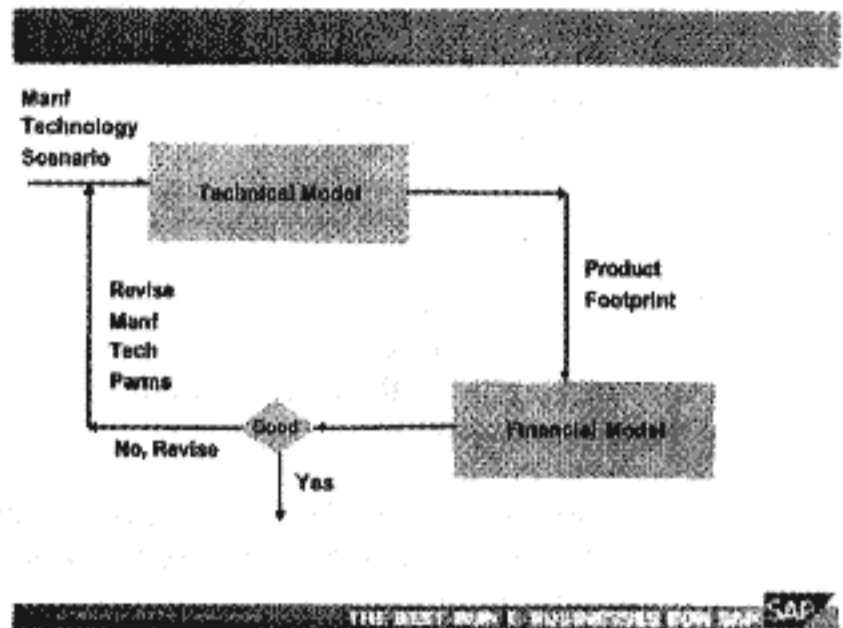 Manf
Technology
Scenario
Technical Model
Product
Footprint
Revise
Manf
Tech
Parms
Good
Financial Model
No, Revise
Yes
THE BEST RUN E-BUSINESSES RUN SAP
SAP